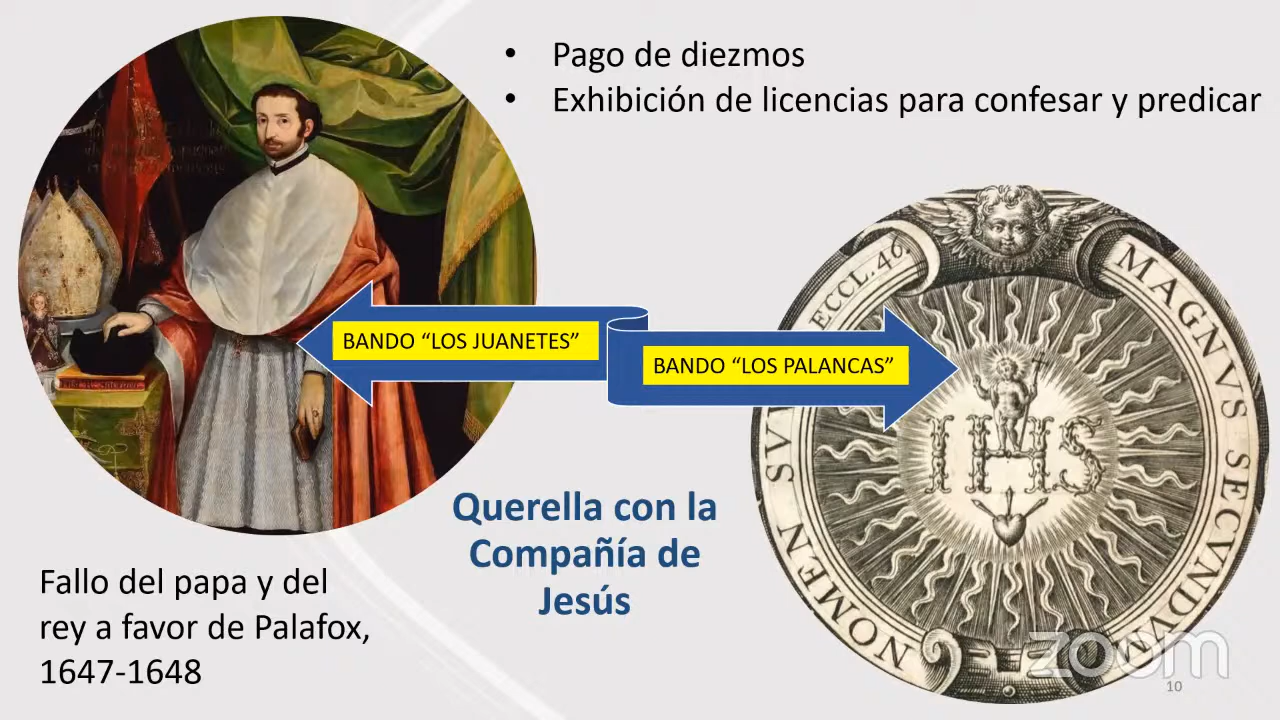 • Pago de diezmos
• Exhibición de licencias para confesar y predicar
BANDO “LOS JUANETES”
BANDO “LOS PALANCAS”
Querella con la
Compañía de
Jesús
Fallo del papa y del
rey a favor de Palafox,
1647-1648
ECCL. 46
MAGNVS SECVNDVM
NOMEN
IHS
zoom
10